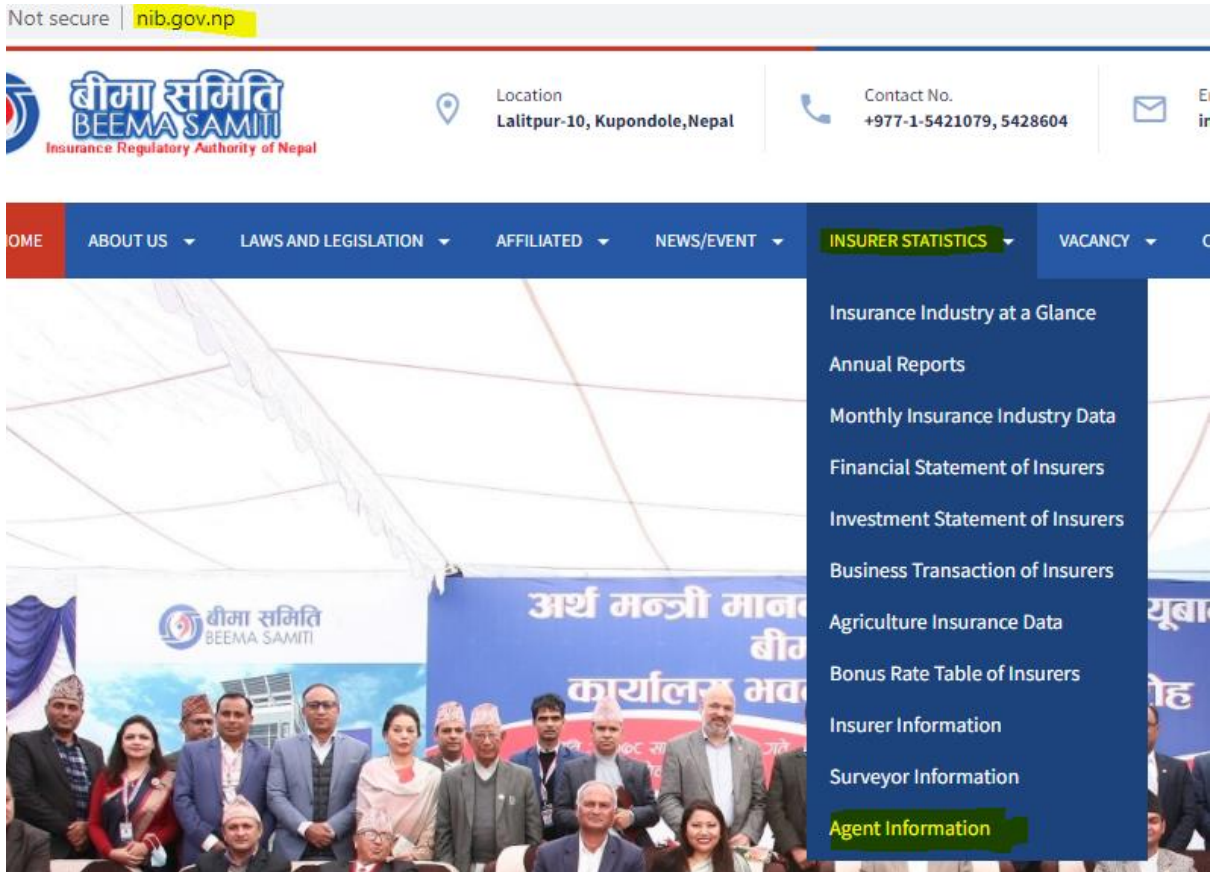 Not secure | nib.gov.np
बीमा समिति
BEEMA SAMITI
Insurance Regulatory Authority of Nepal
Location
Lalitpur-10, Kupondole,Nepal
Contact No.
+977-1-5421079, 5428604
ABOUT US
LAWS AND LEGISLATION
AFFILIATED
NEWS/EVENT
INSURER STATISTICS
VACANCY
Insurance Industry at a Glance
Annual Reports
Monthly Insurance Industry Data
Financial Statement of Insurers
Investment Statement of Insurers
Business Transaction of Insurers
Agriculture Insurance Data
Bonus Rate Table of Insurers
Insurer Information
Surveyor Information
Agent Information
बीमा समिति
BEEMA SAMITI
अर्थ मन्त्री
कार्यालय